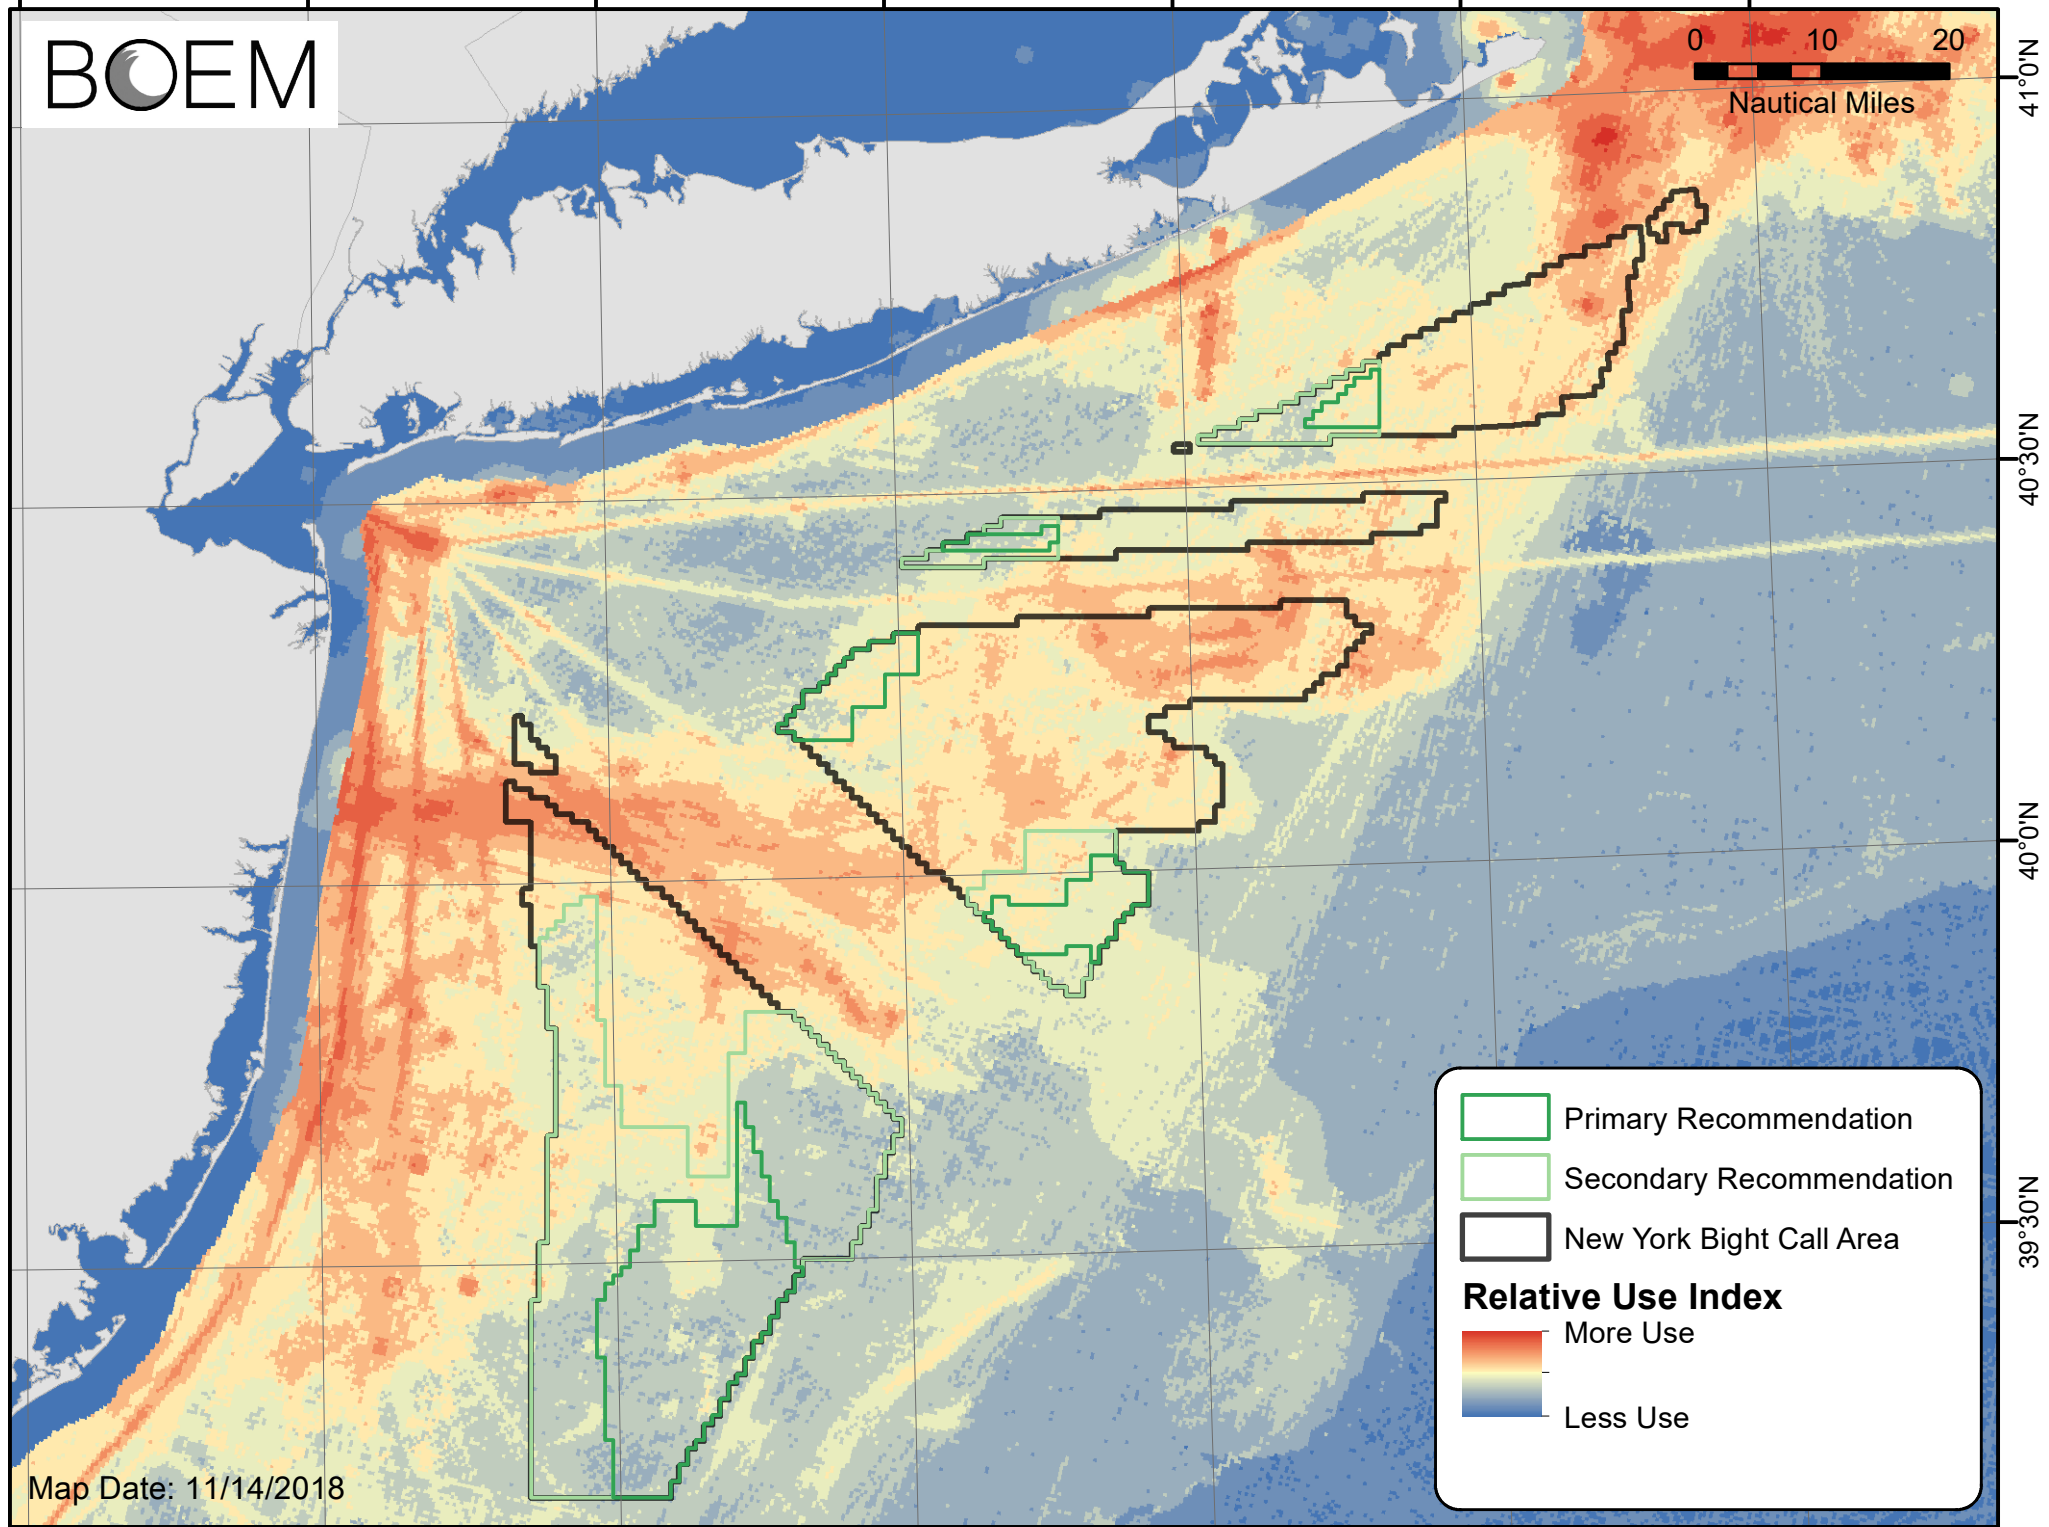 BOEM
0 10 20
Nautical Miles
41°0'N
40°30'N
40°0'N
39°30'N
Primary Recommendation
Secondary Recommendation
New York Bight Call Area
Relative Use Index
More Use
Less Use
Map Date: 11/14/2018